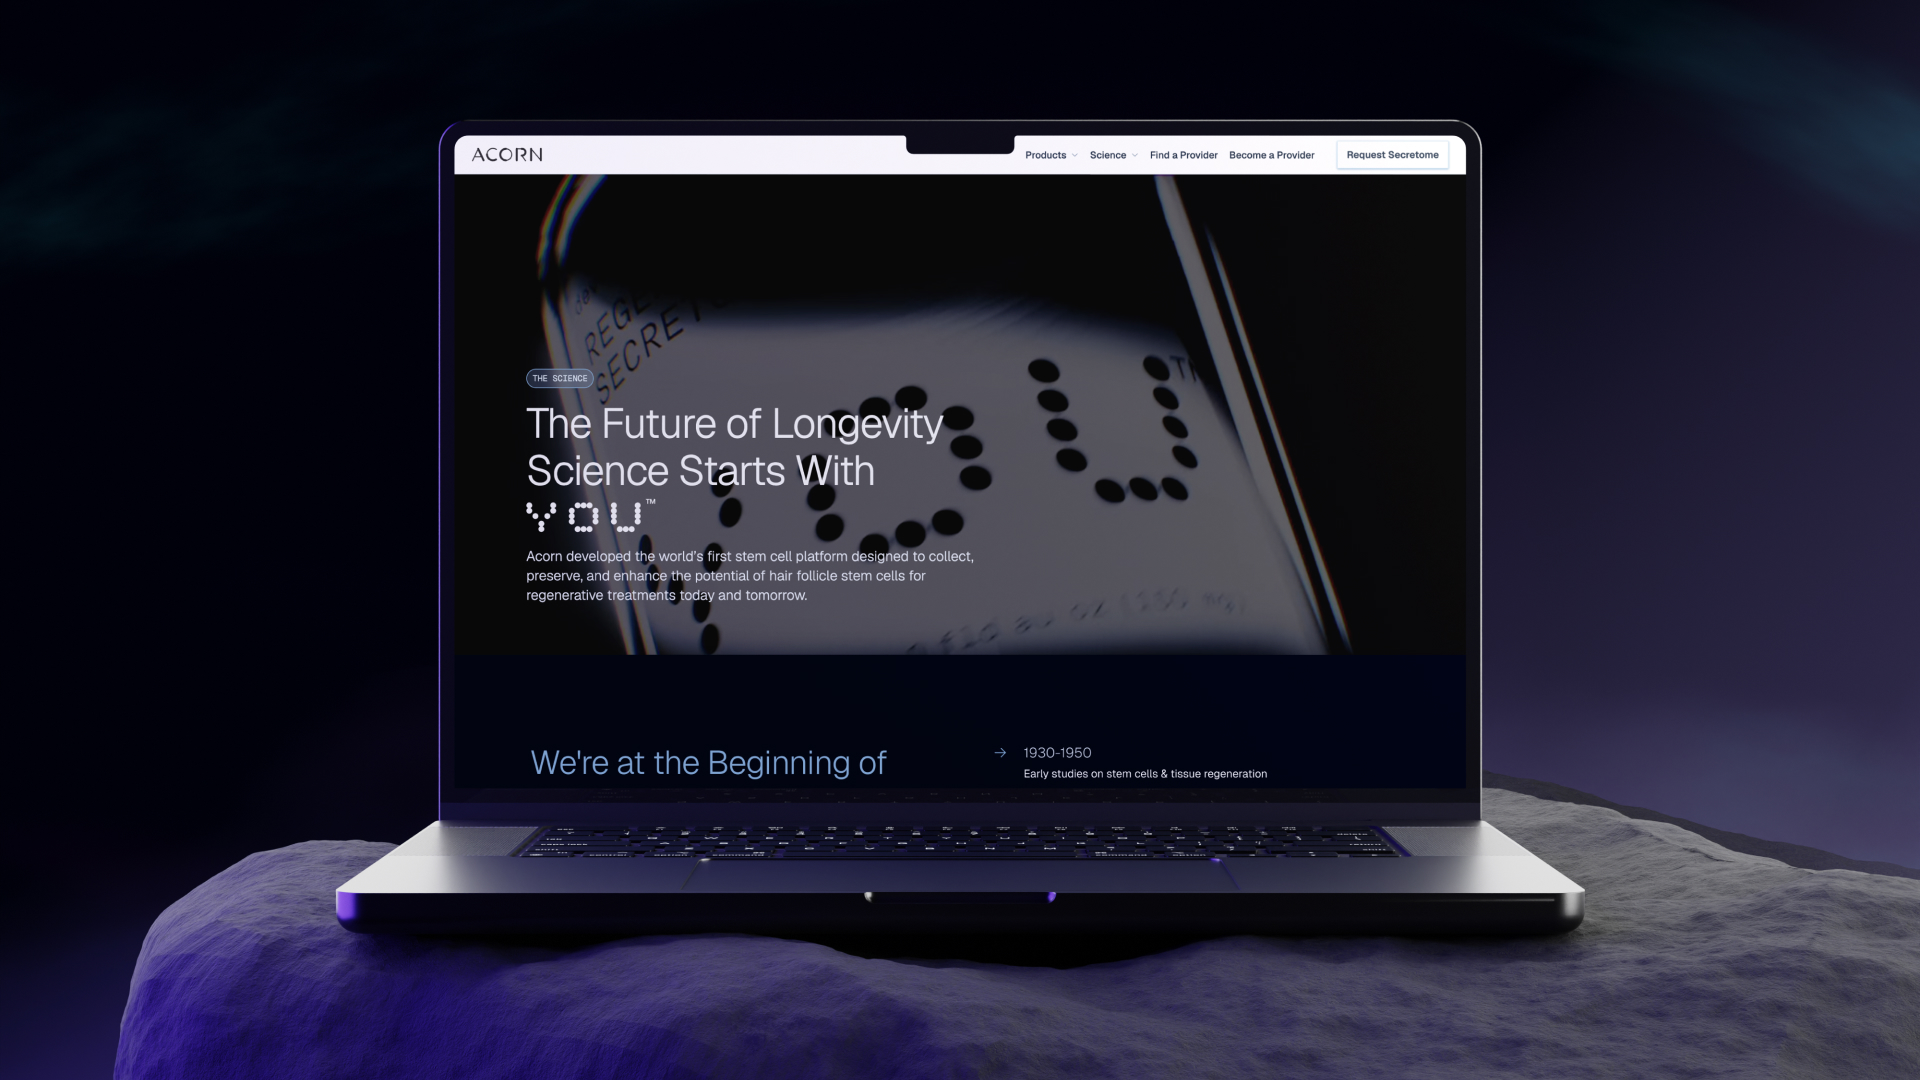 ACORN
Products Science Find a Provider Become a Provider Request Secretome
SECRE
THE SCIENCE
The Future of Longevity
Science Starts With
YOU™
Acorn developed the world's first stem cell platform designed to collect,
preserve, and enhance the potential of hair follicle stem cells for
regenerative treatments today and tomorrow.
YOU
We're at the Beginning of
→ 1930-1950
Early studies on stem cells & tissue regeneration